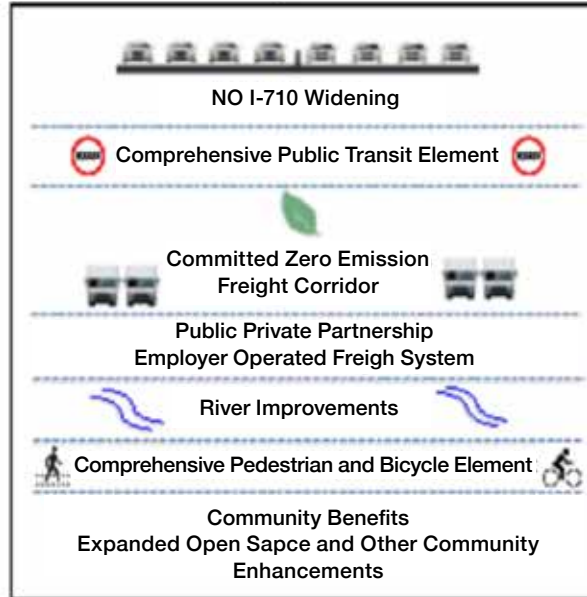 NO I-710 Widening
Comprehensive Public Transit Element
Committed Zero Emission
Freight Corridor
Public Private Partnership
Employer Operated Freigh System
River Improvements
Comprehensive Pedestrian and Bicycle Element
Community Benefits
Expanded Open Sapce and Other Community
Enhancements